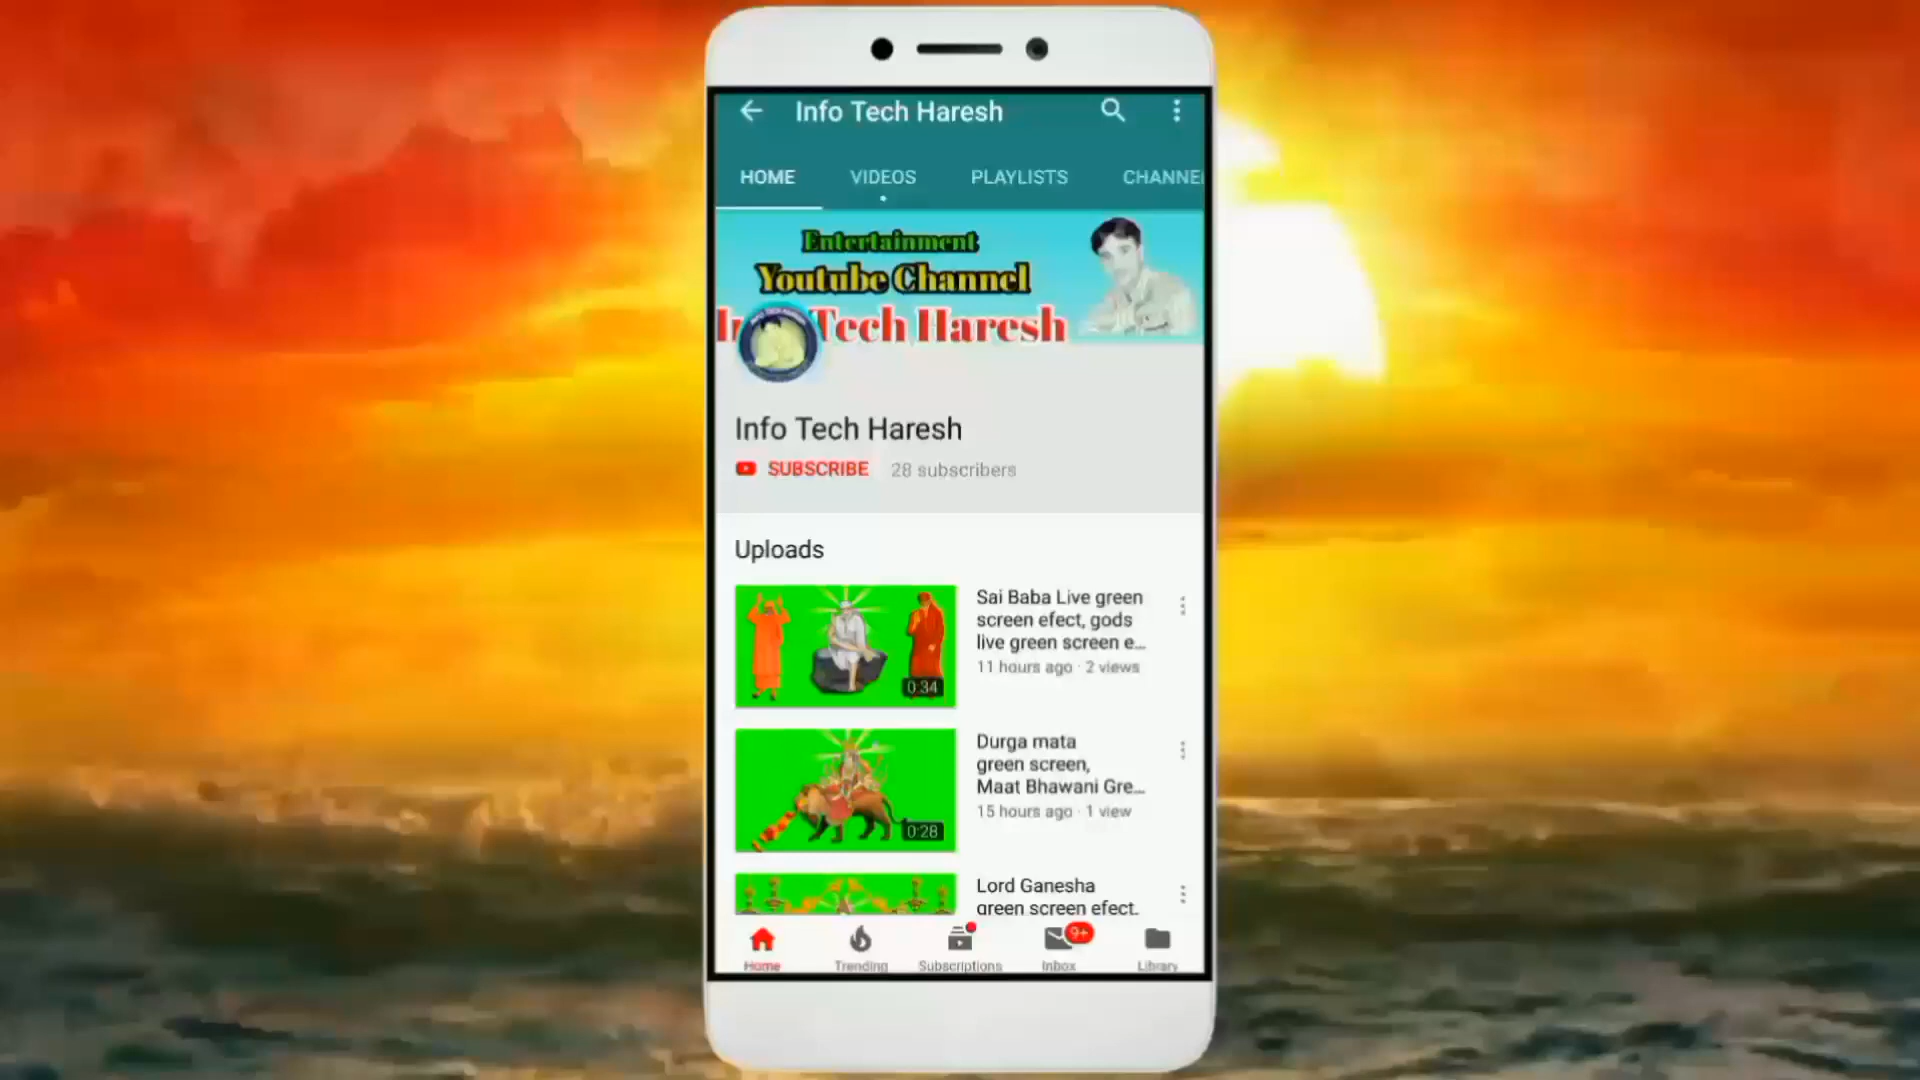 Info Tech Haresh
HOME VIDEOS PLAYLISTS CHANNEL
Entertainment
Youtube Channel
Tech Haresh
Info Tech Haresh
SUBSCRIBE 28 subscribers
Uploads
Sai Baba Live green
screen efect, gods
live green screen e...
11 hours ago · 2 views
0:34
Durga mata
green screen,
Maat Bhawani Gre...
15 hours ago · 1 view
0:28
Lord Ganesha
green screen efect,
9+
Home Trending Subscriptions Inbox Library